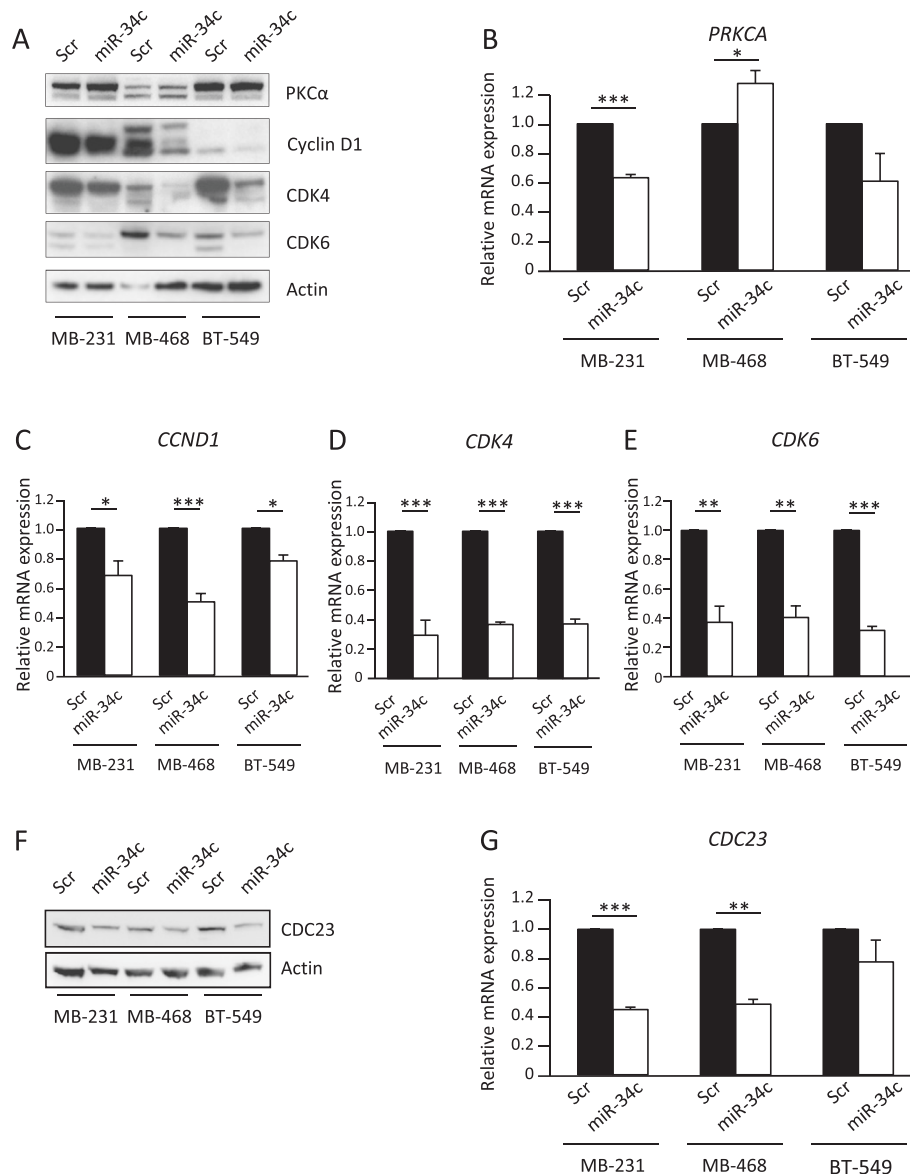 A
Scr
miR-34c
Scr
miR-34c
Scr
miR-34c
PKCα
Cyclin D1
CDK4
CDK6
Actin
MB-231 MB-468 BT-549
B
PRKCA
Relative mRNA expression
1.2
1.0
0.8
0.6
0.4
0.2
0
***
*
Scr
miR-34c
Scr
miR-34c
Scr
miR-34c
MB-231 MB-468 BT-549
C
CCND1
Relative mRNA expression
1.2
1.0
0.8
0.6
0.4
0.2
0
* *** *
Scr
miR-34c
Scr
miR-34c
Scr
miR-34c
MB-231 MB-468 BT-549
D
CDK4
Relative mRNA expression
1.2
1.0
0.8
0.6
0.4
0.2
0
*** *** ***
Scr
miR-34c
Scr
miR-34c
Scr
miR-34c
MB-231 MB-468 BT-549
E
CDK6
Relative mRNA expression
1.2
1.0
0.8
0.6
0.4
0.2
0
** ** ***
Scr
miR-34c
Scr
miR-34c
Scr
miR-34c
MB-231 MB-468 BT-549
F
Scr
miR-34c
Scr
miR-34c
Scr
miR-34c
CDC23
Actin
MB-231 MB-468 BT-549
G
CDC23
Relative mRNA expression
1.2
1.0
0.8
0.6
0.4
0.2
0
*** **
Scr
miR-34c
Scr
miR-34c
Scr
miR-34c
MB-231 MB-468 BT-549